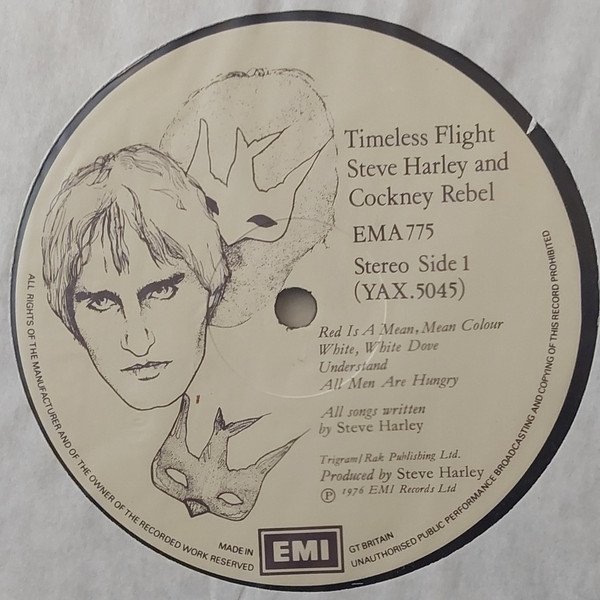 Timeless Flight
Steve Harley and
Cockney Rebel
EMA 775
Stereo Side 1
(YAX.5045)
Red Is A Mean, Mean Colour
White, White Dove
Understand
All Men Are Hungry
All songs written
by Steve Harley
Trigram/Rak Publishing Ltd.
Produced by Steve Harley
℗ 1976 EMI Records Ltd
ALL RIGHTS OF THE MANUFACTURER AND OF THE OWNER OF THE RECORDED WORK RESERVED
MADE IN
EMI
GT BRITAIN
UNAUTHORISED PUBLIC PERFORMANCE BROADCASTING AND COPYING OF THIS RECORD PROHIBITED